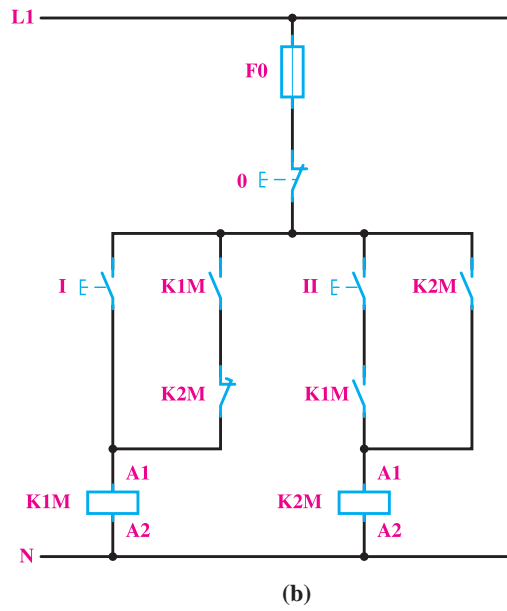 L1
F0
0
I K1M II K2M
K2M K1M
A1 A1
K1M K2M
A2 A2
N
(b)